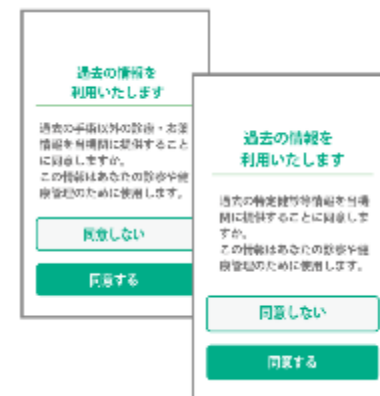 過去の情報を
利用いたします
過去の手術以外の診療・お薬
情報を当機関に提供すること
に同意しますか。
この情報はあなたの診察や健
康管理のために使用します。
同意しない
同意する
過去の情報を
利用いたします
過去の特定健診等情報を当機
関に提供することに同意しま
すか。
この情報はあなたの診察や健
康管理のために使用します。
同意しない
同意する